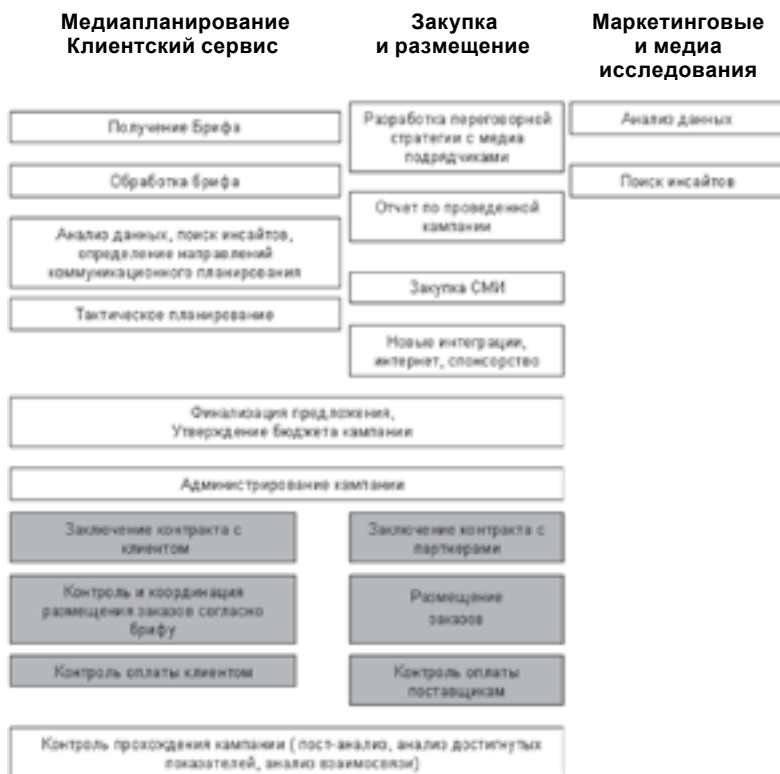 Медиапланирование
Клиентский сервис
Закупка
и размещение
Маркетинговые
и медиа
исследования
Получение Брифа
Обработка брифа
Анализ данных, поиск инсайтов,
определение направлений
коммуникационного планирования
Тактическое планирование
Разработка переговорной
стратегии с медиа
подрядчиками
Отчет по проведенной
кампании
Закупка СМИ
Новые интеграции,
интернет, спонсорство
Анализ данных
Поиск инсайтов
Финализация предложения,
Утверждение бюджета кампании
Администрирование кампании
Заключение контракта с
клиентом
Заключение контракта с
партнерами
Контроль и координация
размещения заказов согласно
брифу
Размещение
заказов
Контроль оплаты клиентом
Контроль оплаты
поставщикам
Контроль прохождения кампании ( пост-анализ, анализ достигнутых
показателей, анализ взаимосвязи)